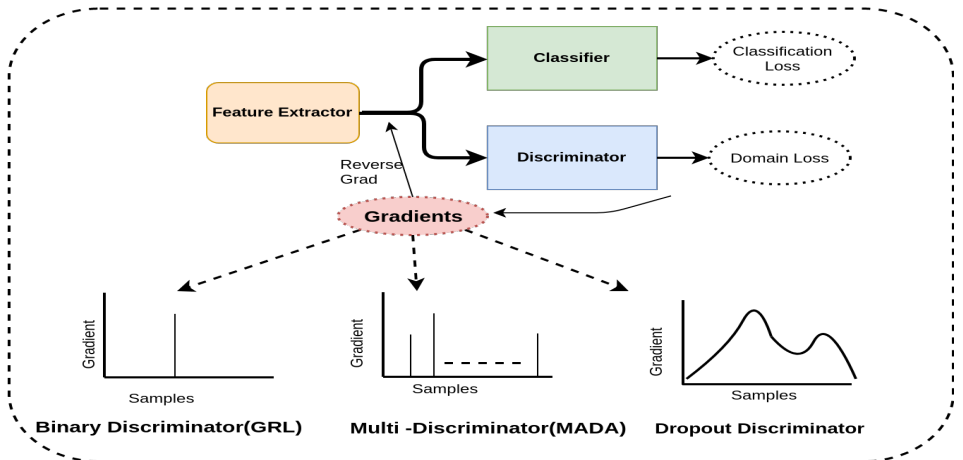 Classifier
Classification
Loss
Feature Extractor
Discriminator
Domain Loss
Reverse
Grad
Gradients
Gradient
Samples
Binary Discriminator(GRL)
Gradient
Samples
Multi -Discriminator(MADA)
Gradient
Samples
Dropout Discriminator